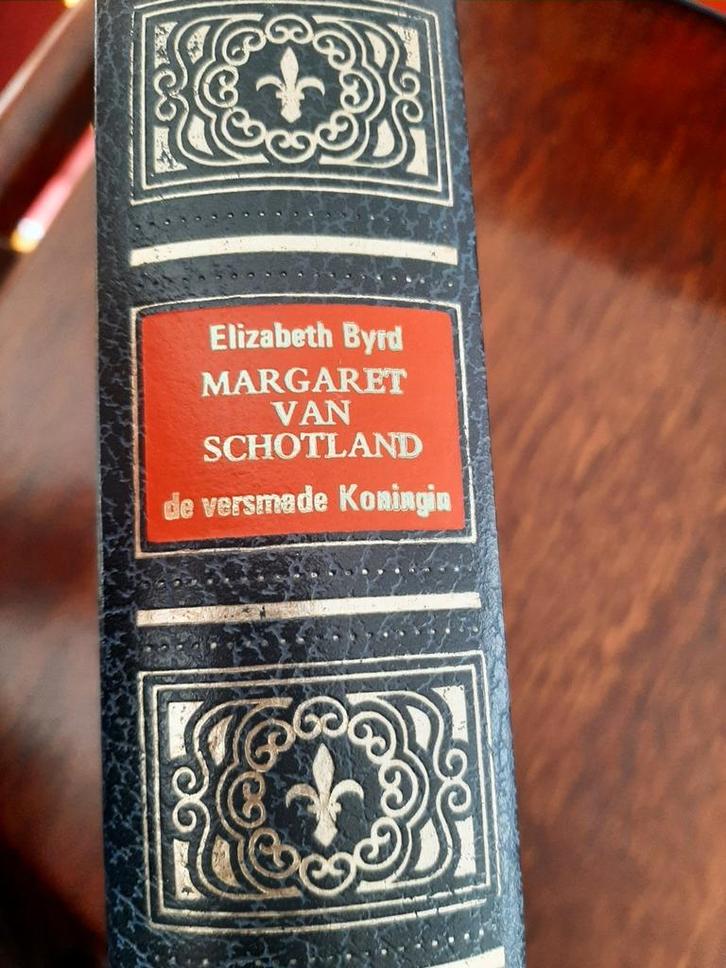 Elizabeth Byrd
MARGARET
VAN
SCHOTLAND
de versmade Koningin